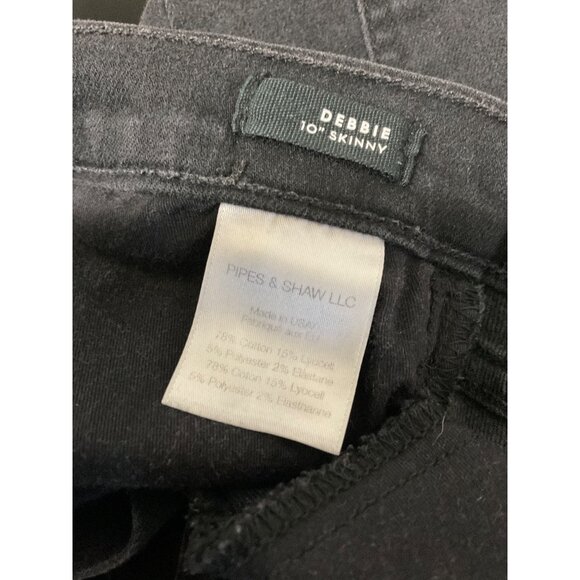 DEBBIE
10" SKINNY
PIPES & SHAW LLC
Made in USA/
Fabriqué aux
78% Cotton 15% Lyocell
5% Polyester 2% Elastane
78% Coton 15% Lyocell
5% Polyester 2% Elasthanne